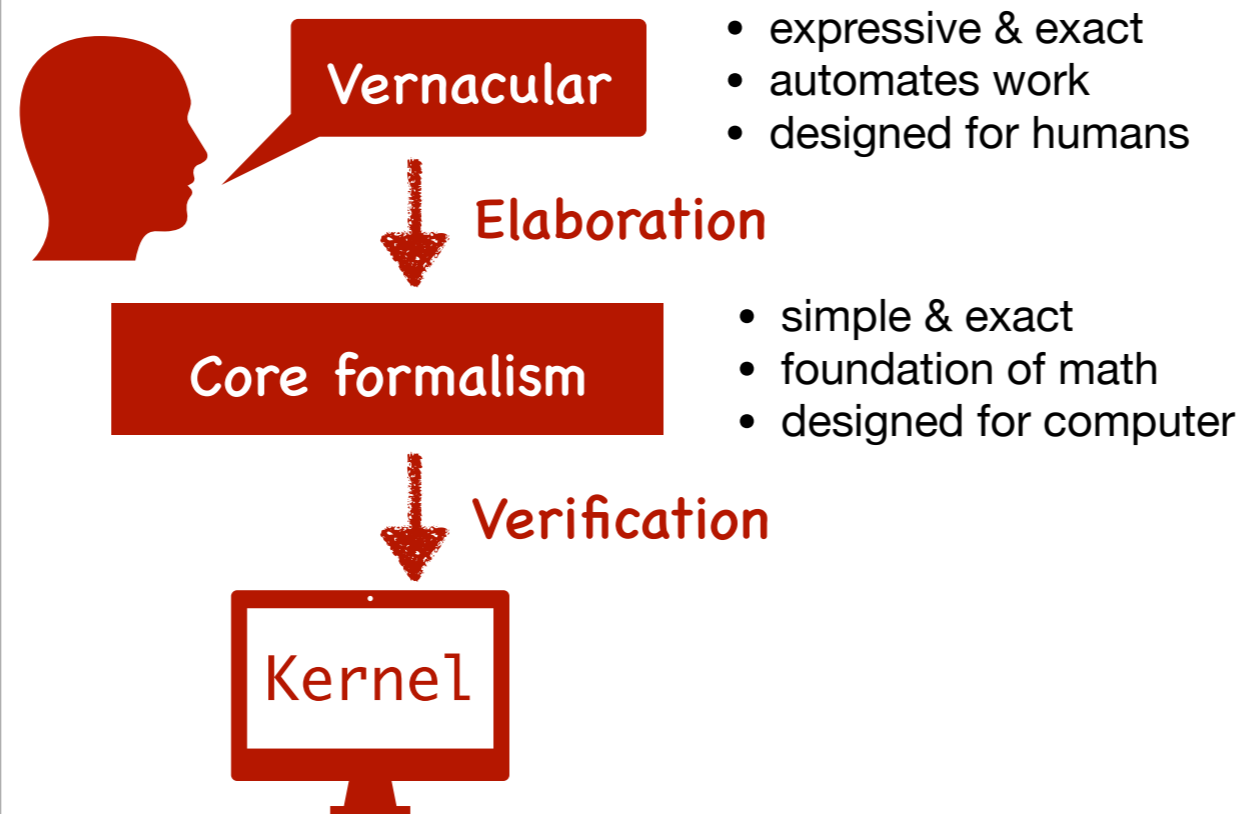 Vernacular
• expressive & exact
• automates work
• designed for humans
Elaboration
Core formalism
• simple & exact
• foundation of math
• designed for computer
Verification
Kernel